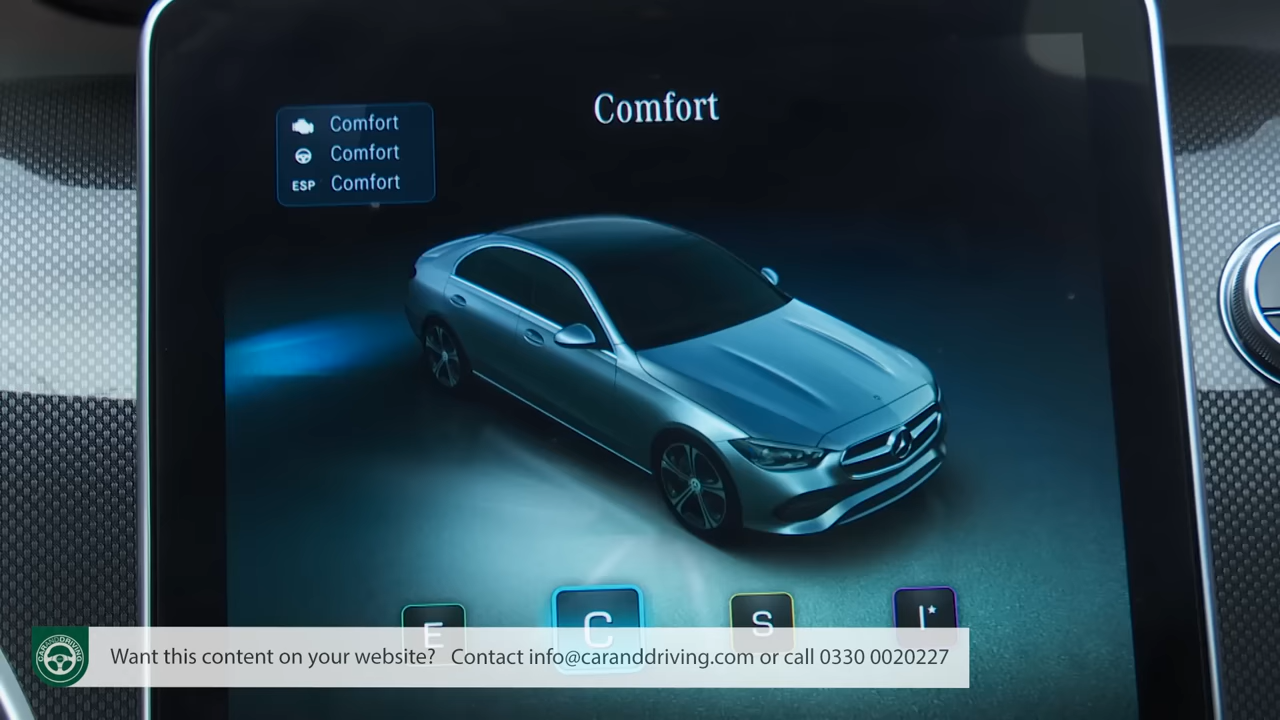 Comfort
Comfort
Comfort
ESP Comfort
E
C
S
I*
CARANDDRIVING
Want this content on your website? Contact info@caranddriving.com or call 0330 0020227